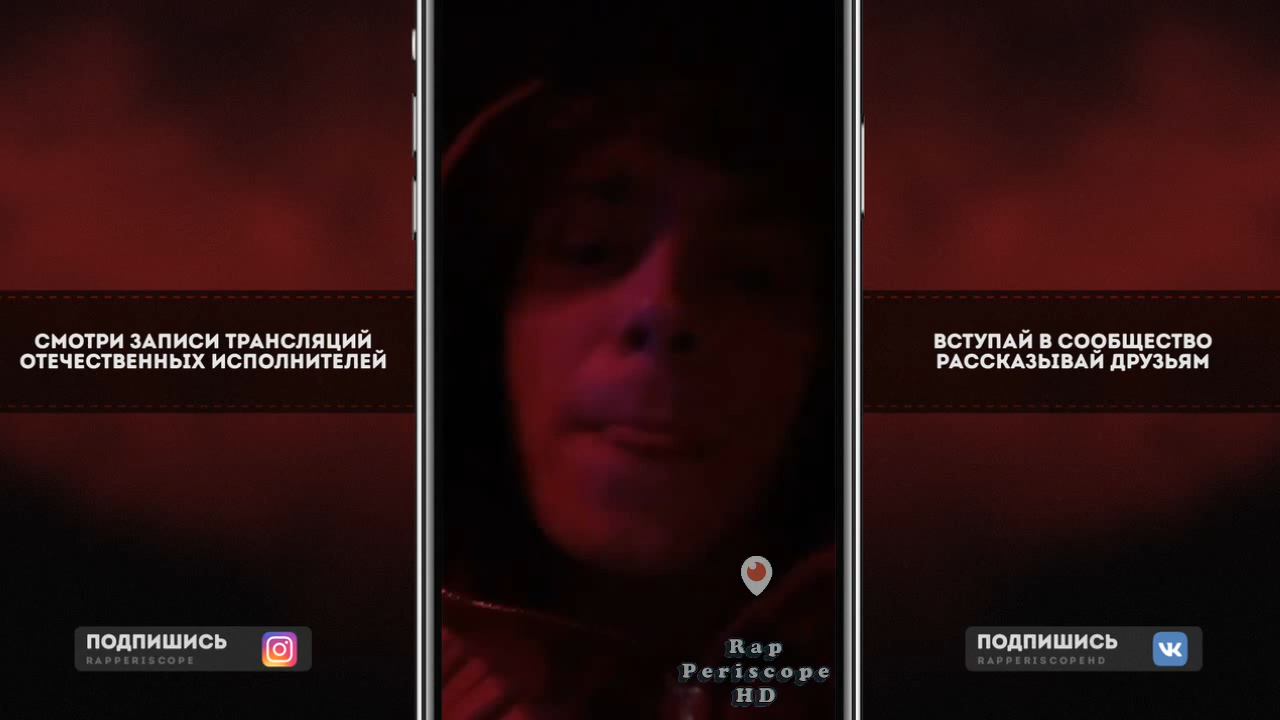 СМОТРИ ЗАПИСИ ТРАНСЛЯЦИЙ
ОТЕЧЕСТВЕННЫХ ИСПОЛНИТЕЛЕЙ
ВСТУПАЙ В СООБЩЕСТВО
РАССКАЗЫВАЙ ДРУЗЬЯМ
ПОДПИШИСЬ
RAPPERISCOPE
Rap
Periscope
HD
ПОДПИШИСЬ
RAPPERISCOPEHD